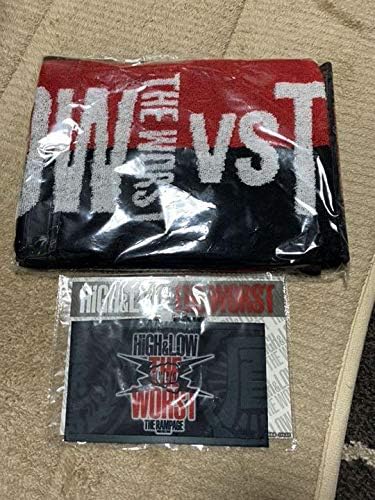 OW
THE WORST
VST
HIGH&LOW THE WORST
HIGH&LOW
THE
WORST
THE RAMPAGE